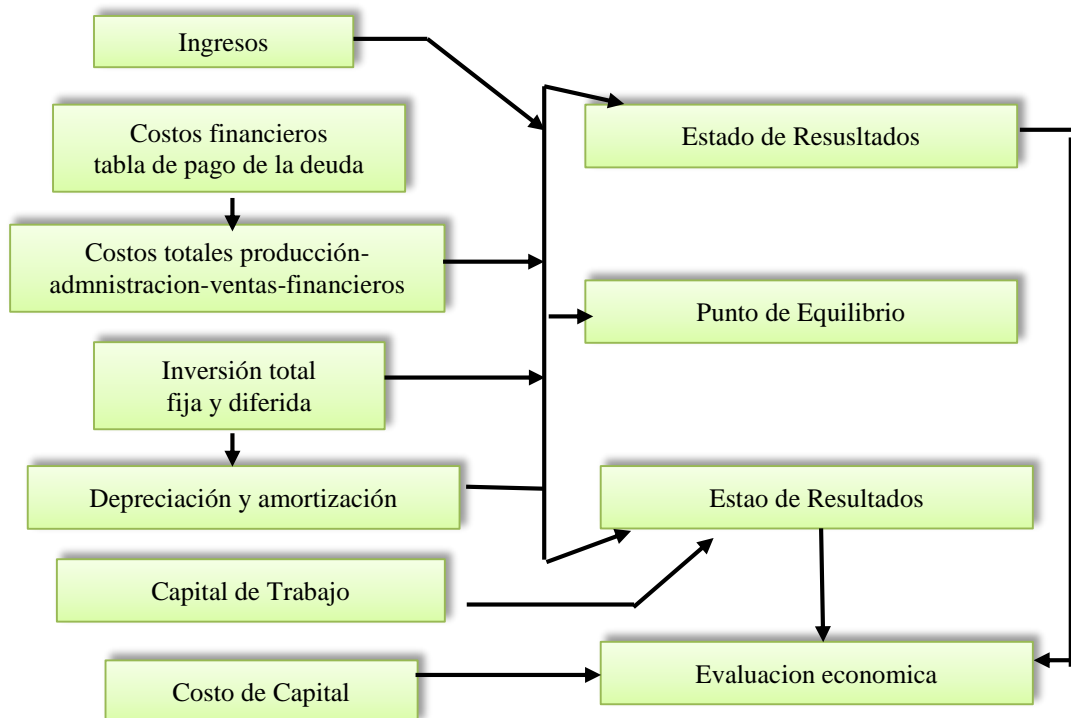 Ingresos
Costos financieros
tabla de pago de la deuda
Costos totales producción-
admnistracion-ventas-financieros
Inversión total
fija y diferida
Depreciación y amortización
Capital de Trabajo
Costo de Capital
Estado de Resusltados
Punto de Equilibrio
Estao de Resultados
Evaluacion economica